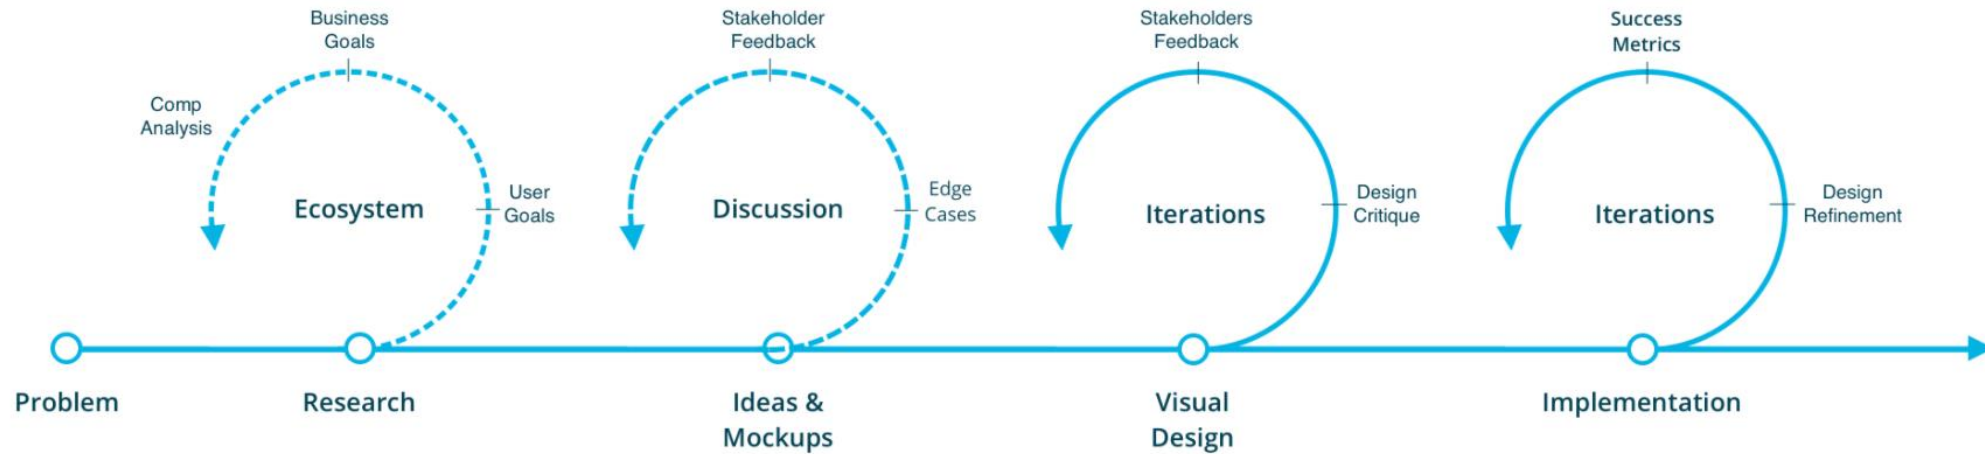 Business
Goals
Comp
Analysis
Ecosystem
User
Goals
Stakeholder
Feedback
Discussion
Edge
Cases
Stakeholders
Feedback
Iterations
Design
Critique
Success
Metrics
Iterations
Design
Refinement
Problem
Research
Ideas &
Mockups
Visual
Design
Implementation